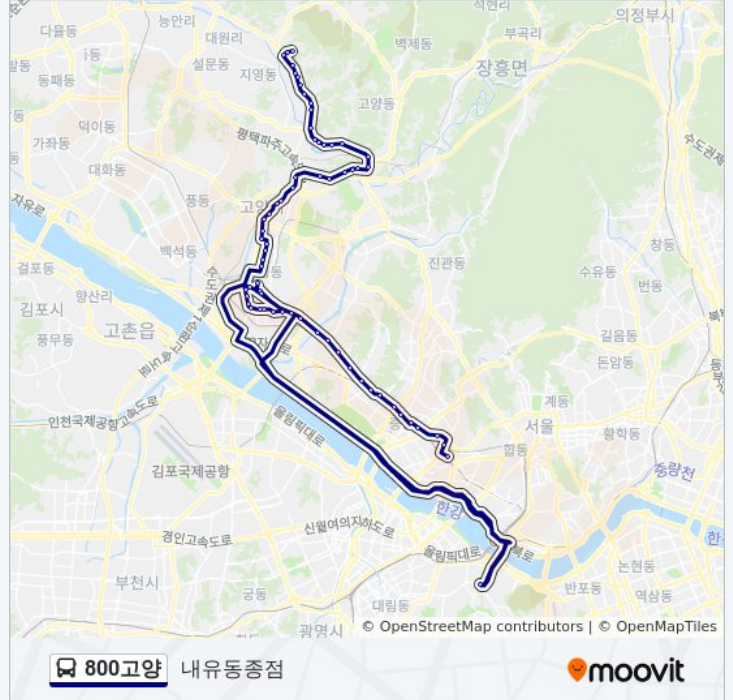 석현리
능안리
의정부시
다율동
대원리
부곡리
벽제동
설문동
장흥면
지영동
동패동
고양동
덕이동
평택파주고속
가좌동
대화동
풍동
자유로
창동
백석동
진관동
걸포동
수유동
향산리
번동
김포시
고촌읍
풍무동
길음동
돈암동
계동
올림픽대로
서울
황학동
인천국제공항고속도로
합동
김포국제공항
중랑천
한강
신월여의지하도로
경인고속도로
올림픽대로
북로
논현동
부천시
반포동
궁동
역삼동
대림동
광명시
© OpenStreetMap contributors | © OpenMapTiles
800고양 내유동종점
moovit